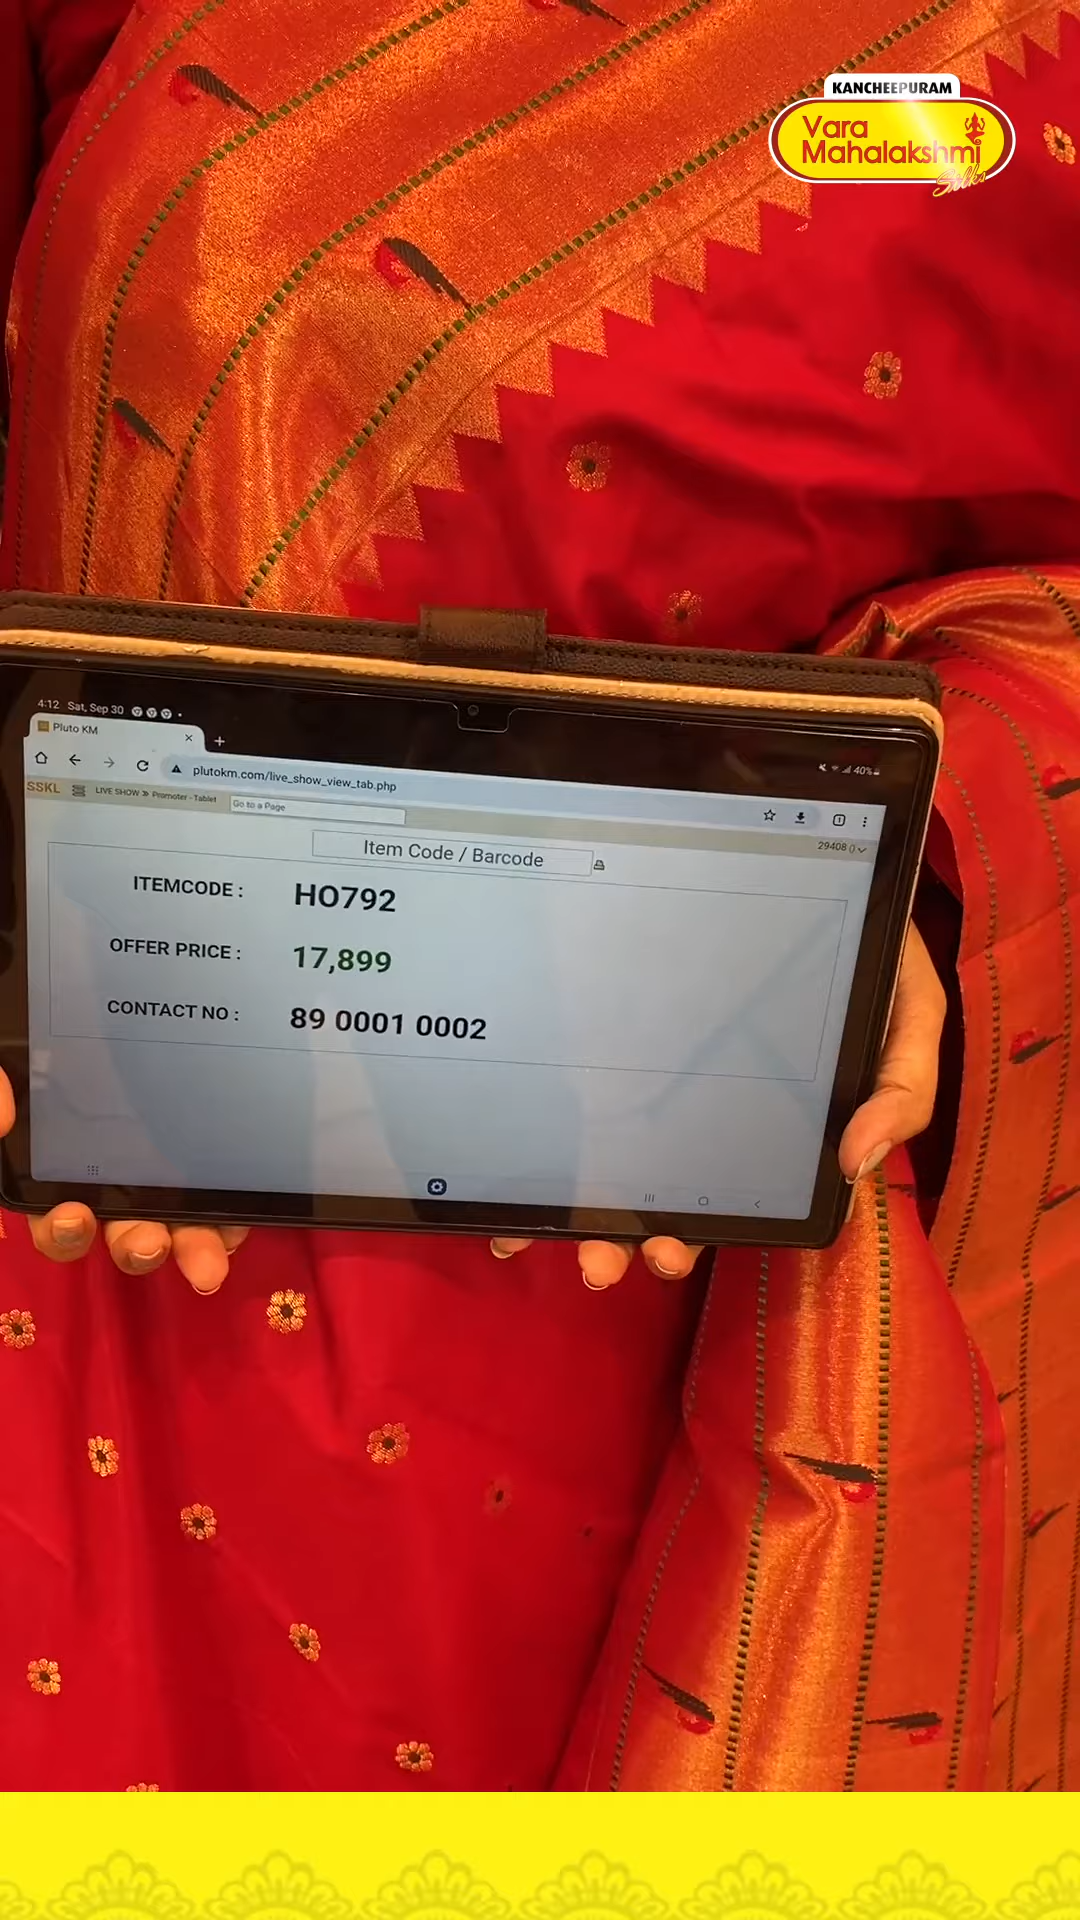 KANCHEEPURAM
Vara
Mahalakshmi
Silks
4:12 Sat, Sep 30
40%
Pluto KM
plutokm.com/live_show_view_tab.php
SSKL
LIVE SHOW >> Promoter - Tablet
Go to a Page
29408 ()
Item Code / Barcode
ITEMCODE : HO792
OFFER PRICE : 17,899
CONTACT NO : 89 0001 0002